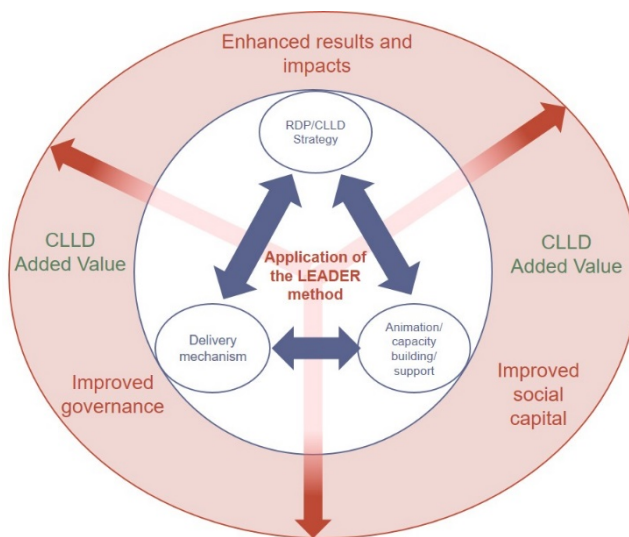 Enhanced results and
impacts
RDP/CLLD
Strategy
CLLD
Added Value
Application of
the LEADER
method
CLLD
Added Value
Delivery
mechanism
Animation/
capacity
building/
support
Improved
governance
Improved
social
capital